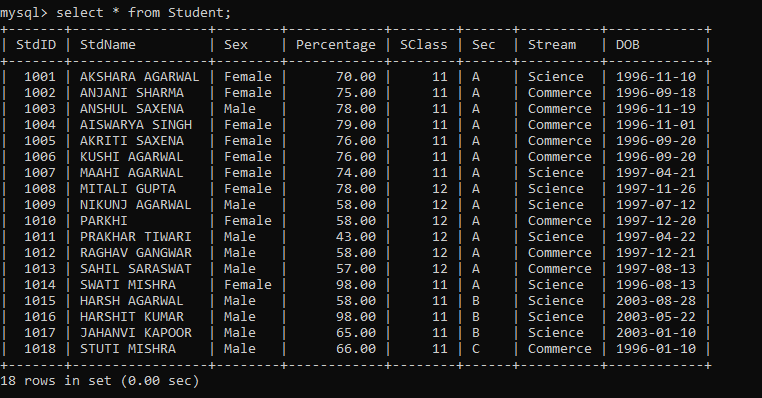 mysql> select * from Student;
+-------+-----------------+--------+------------+--------+------+----------+------------+
| StdID | StdName         | Sex    | Percentage | SClass | Sec  | Stream   | DOB        |
+-------+-----------------+--------+------------+--------+------+----------+------------+
|  1001 | AKSHARA AGARWAL | Female |      70.00 |     11 | A    | Science  | 1996-11-10 |
|  1002 | ANJANI SHARMA   | Female |      75.00 |     11 | A    | Commerce | 1996-09-18 |
|  1003 | ANSHUL SAXENA   | Male   |      78.00 |     11 | A    | Commerce | 1996-11-19 |
|  1004 | AISWARYA SINGH  | Female |      79.00 |     11 | A    | Commerce | 1996-11-01 |
|  1005 | AKRITI SAXENA   | Female |      76.00 |     11 | A    | Commerce | 1996-09-20 |
|  1006 | KUSHI AGARWAL   | Female |      76.00 |     11 | A    | Commerce | 1996-09-20 |
|  1007 | MAAHI AGARWAL   | Female |      74.00 |     11 | A    | Science  | 1997-04-21 |
|  1008 | MITALI GUPTA    | Female |      78.00 |     12 | A    | Science  | 1997-11-26 |
|  1009 | NIKUNJ AGARWAL  | Male   |      58.00 |     12 | A    | Science  | 1997-07-12 |
|  1010 | PARKHI          | Female |      58.00 |     12 | A    | Commerce | 1997-12-20 |
|  1011 | PRAKHAR TIWARI  | Male   |      43.00 |     12 | A    | Science  | 1997-04-22 |
|  1012 | RAGHAV GANGWAR  | Male   |      58.00 |     12 | A    | Commerce | 1997-12-21 |
|  1013 | SAHIL SARASWAT  | Male   |      57.00 |     12 | A    | Commerce | 1997-08-13 |
|  1014 | SWATI MISHRA    | Female |      98.00 |     11 | A    | Science  | 1996-08-13 |
|  1015 | HARSH AGARWAL   | Male   |      58.00 |     11 | B    | Science  | 2003-08-28 |
|  1016 | HARSHIT KUMAR   | Male   |      98.00 |     11 | B    | Science  | 2003-05-22 |
|  1017 | JAHANVI KAPOOR  | Male   |      65.00 |     11 | B    | Science  | 2003-01-10 |
|  1018 | STUTI MISHRA    | Male   |      66.00 |     11 | C    | Commerce | 1996-01-10 |
+-------+-----------------+--------+------------+--------+------+----------+------------+
18 rows in set (0.00 sec)